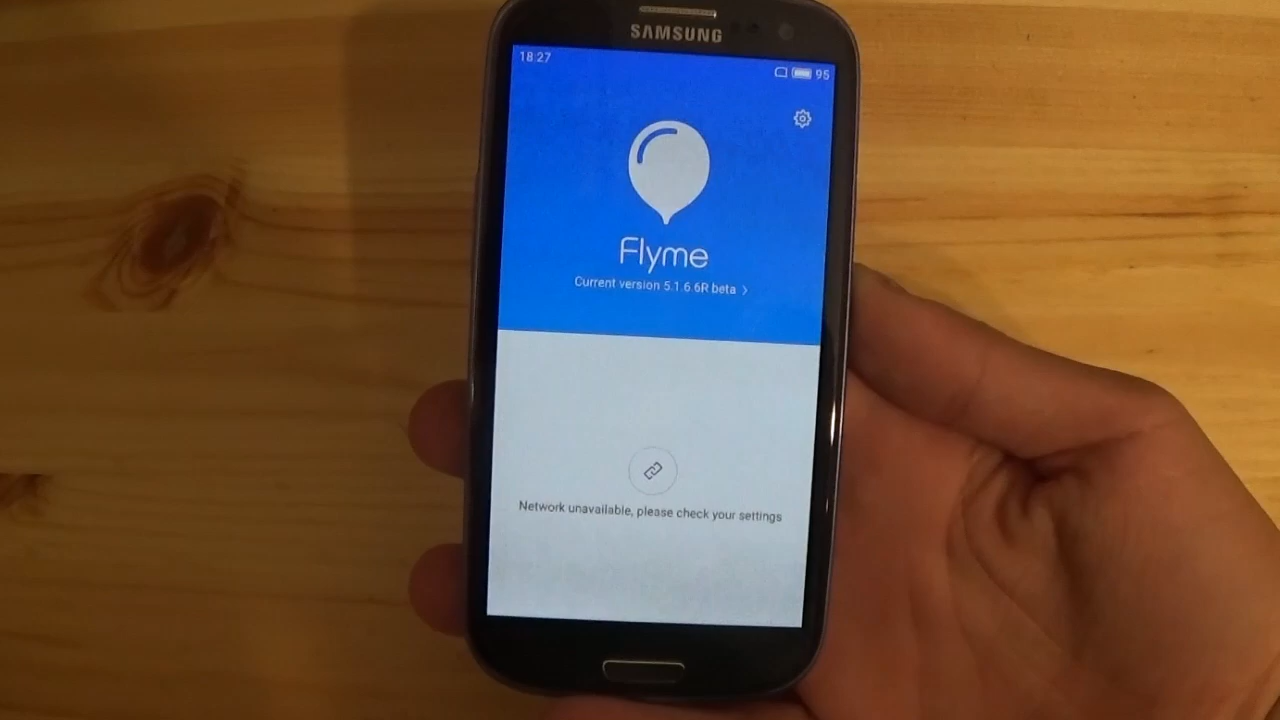 SAMSUNG
18:27
95
Flyme
Current version 5.1.6.6R beta >
Network unavailable, please check your settings